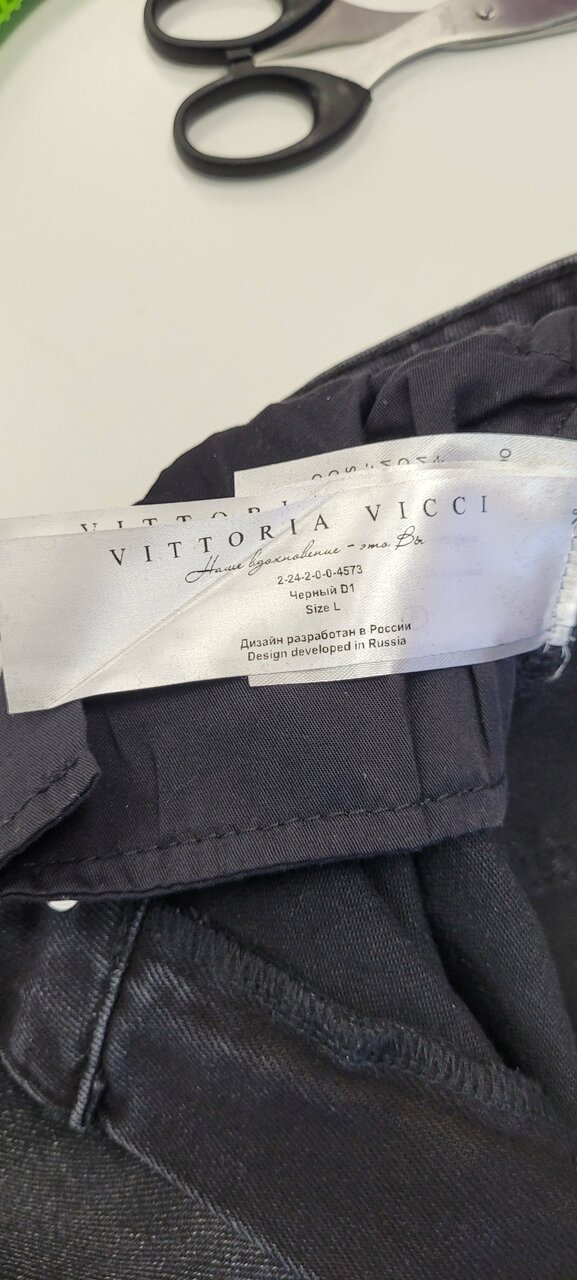 VITTORIA VICCI
Наше вдохновение - это Вы
2-24-2-0-0-4573
Черный D1
Size L
Дизайн разработан в России
Design developed in Russia